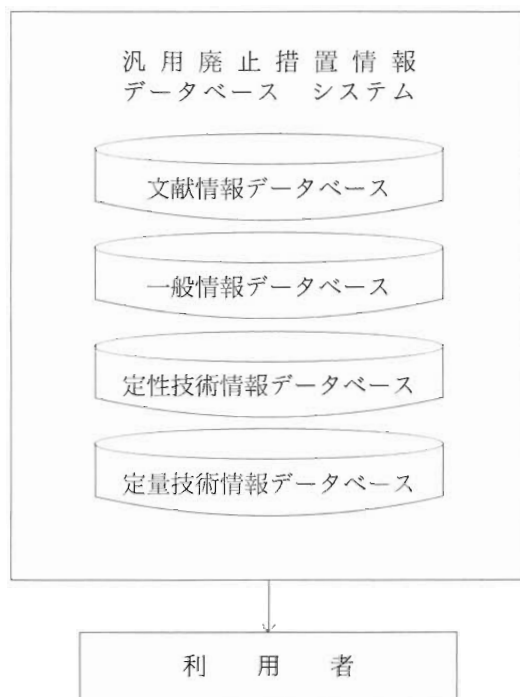 汎用廃止措置情報
データベース システム
文献情報データベース
一般情報データベース
定性技術情報データベース
定量技術情報データベース
利用者